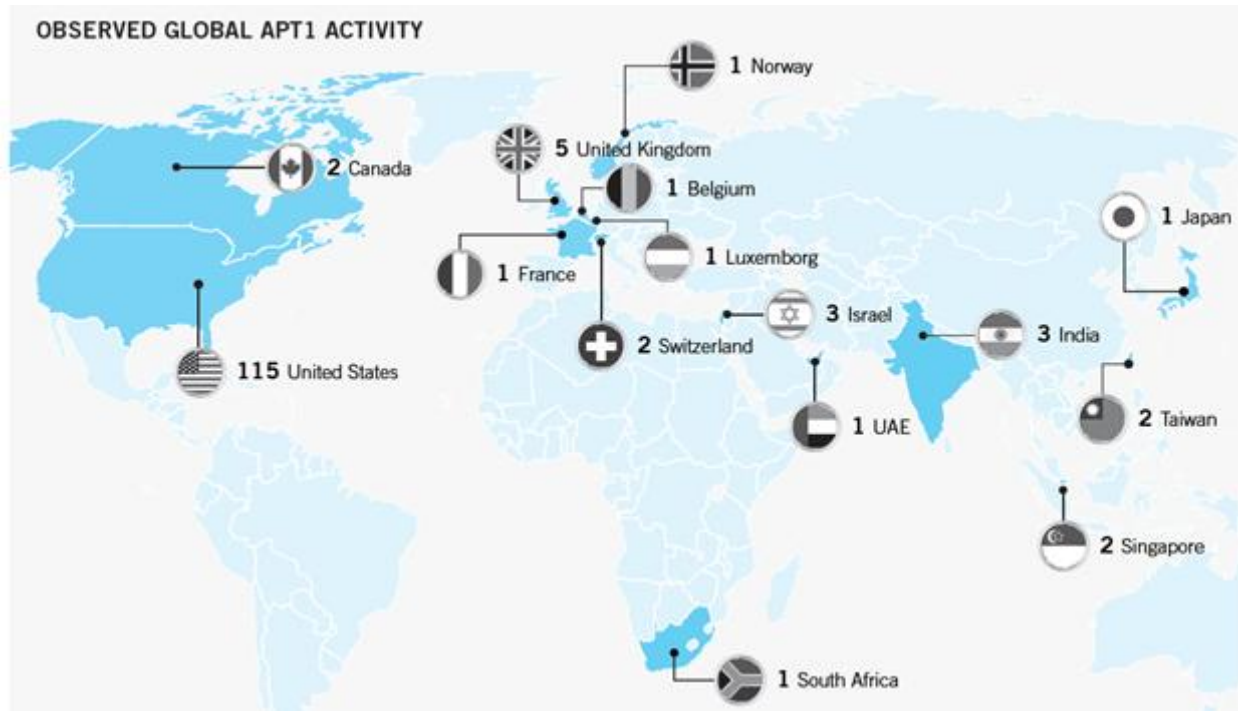 OBSERVED GLOBAL APT1 ACTIVITY
1 Norway
5 United Kingdom
2 Canada
1 Belgium
1 Japan
1 Luxemborg
1 France
3 Israel
3 India
2 Switzerland
115 United States
2 Taiwan
1 UAE
2 Singapore
1 South Africa